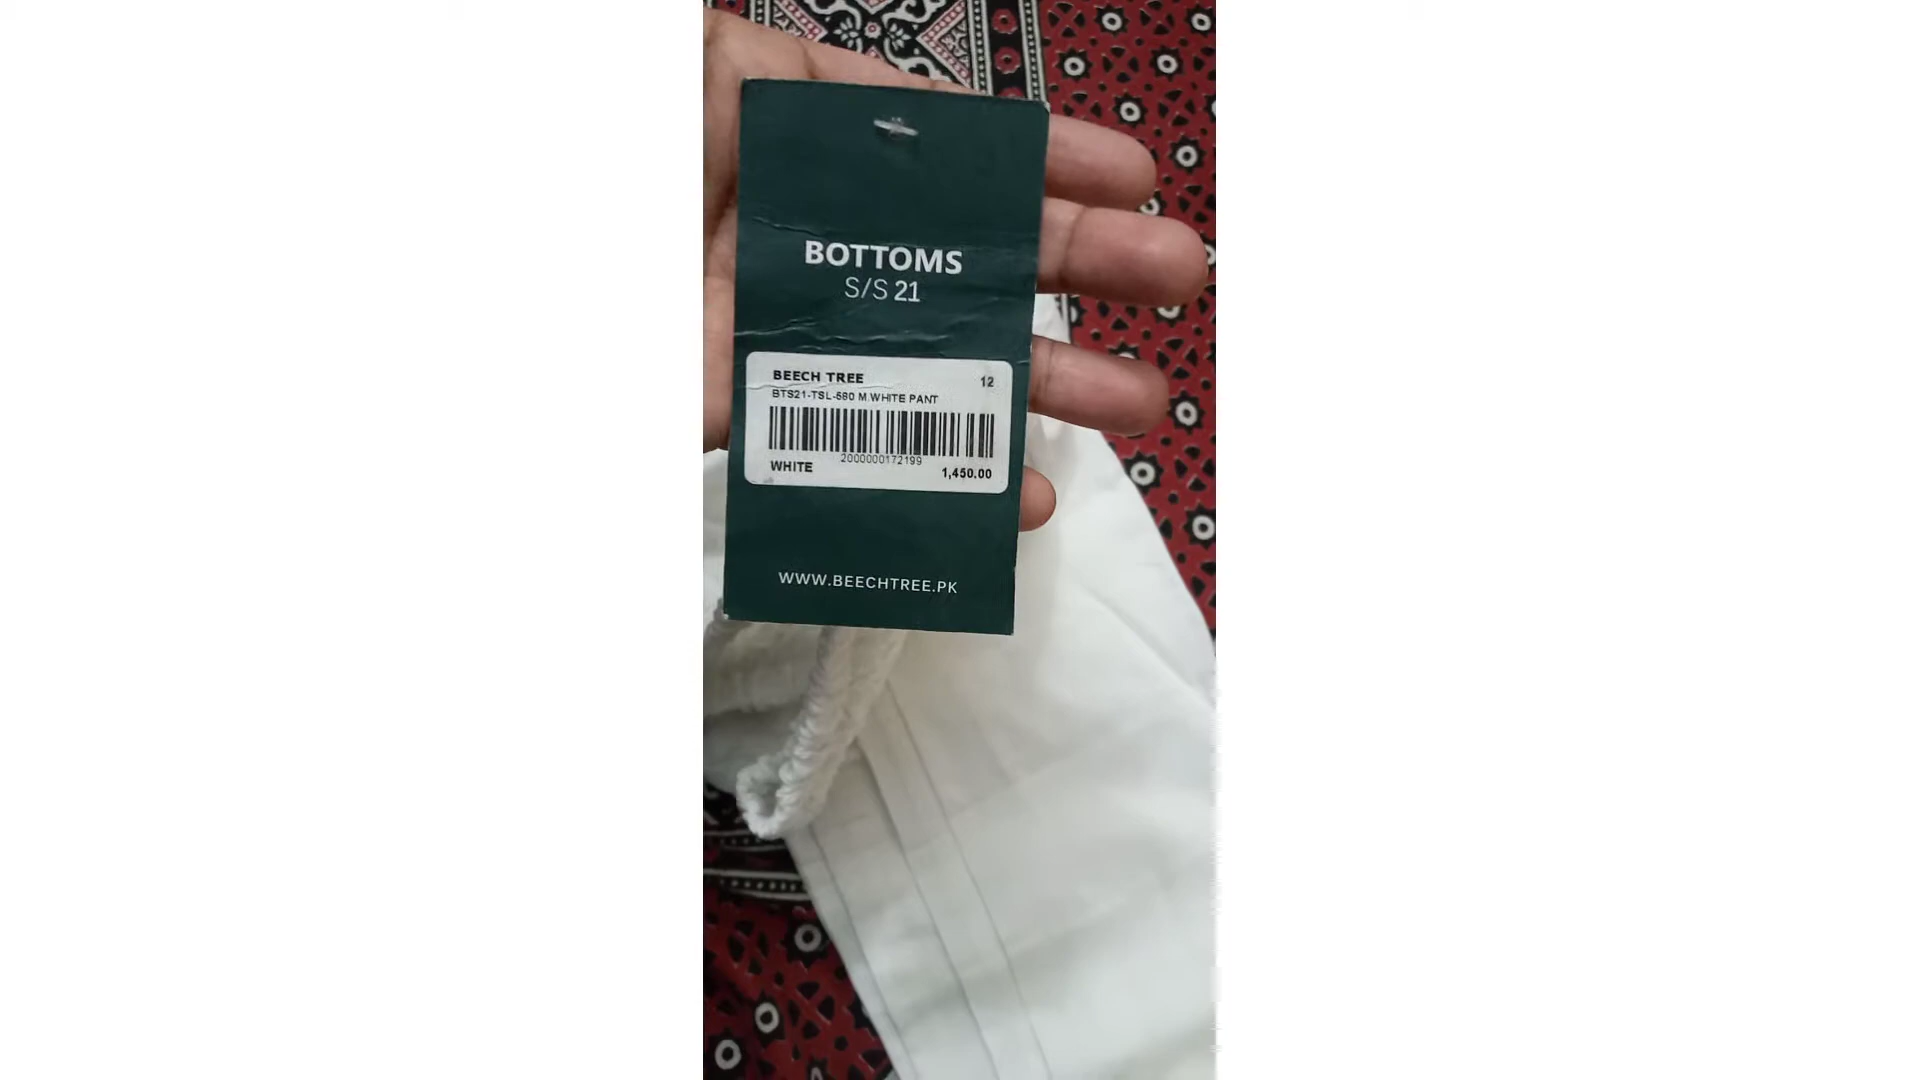 BOTTOMS
S/S 21
BEECH TREE 12
BTS21-TSL-580 M.WHITE PANT
2000000172199
WHITE 1,450.00
WWW.BEECHTREE.PK